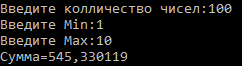 Введите колличество чисел:100
Введите Min:1
Введите Max:10
Сумма=545,330119